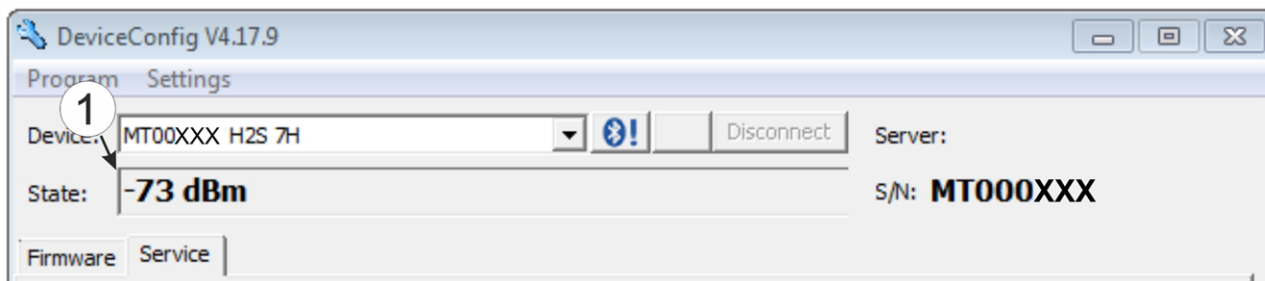 DeviceConfig V4.17.9
Program Settings
1
Device: MT00XXX H2S 7H Disconnect Server:
State: -73 dBm S/N: MT000XXX
Firmware Service